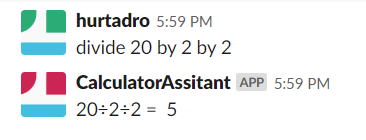 hurtadro 5:59 PM
divide 20 by 2 by 2
CalculatorAssitant APP 5:59 PM
20÷2÷2 = 5